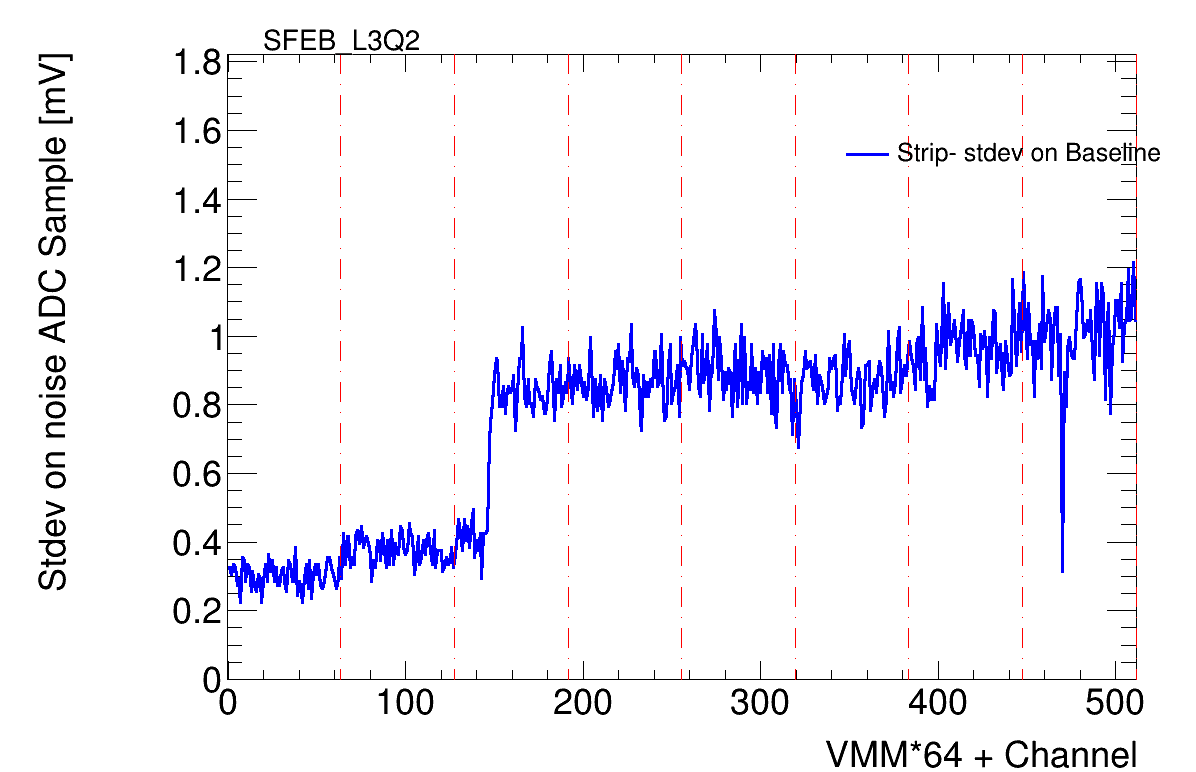 SFEB_L3Q2
Stdev on noise ADC Sample [mV]
1.8
1.6
1.4
1.2
1
0.8
0.6
0.4
0.2
0
Strip- stdev on Baseline
0 100 200 300 400 500
VMM*64 + Channel